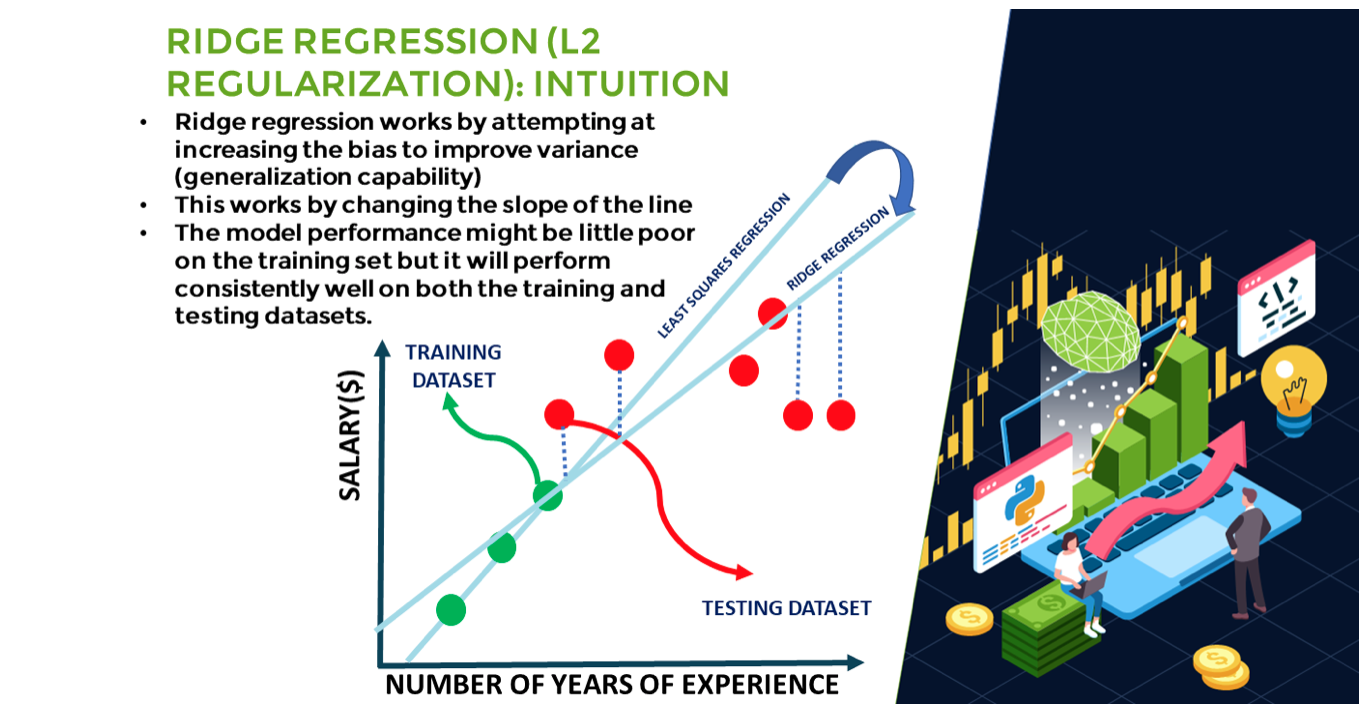 RIDGE REGRESSION (L2
REGULARIZATION): INTUITION
• Ridge regression works by attempting at
increasing the bias to improve variance
(generalization capability)
• This works by changing the slope of the line
• The model performance might be little poor
on the training set but it will perform
consistently well on both the training and
testing datasets.
LEAST SQUARES REGRESSION
RIDGE REGRESSION
TRAINING
DATASET
SALARY($)
TESTING DATASET
NUMBER OF YEARS OF EXPERIENCE